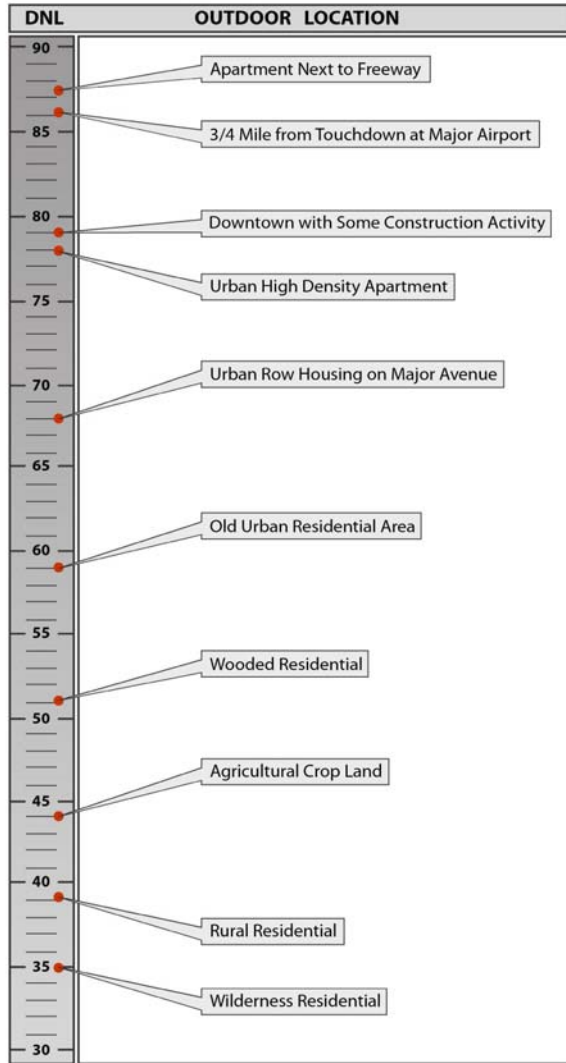 DNL OUTDOOR LOCATION
90
Apartment Next to Freeway
85
3/4 Mile from Touchdown at Major Airport
80
Downtown with Some Construction Activity
Urban High Density Apartment
75
70
Urban Row Housing on Major Avenue
65
Old Urban Residential Area
60
55
Wooded Residential
50
Agricultural Crop Land
45
40
Rural Residential
35
Wilderness Residential
30